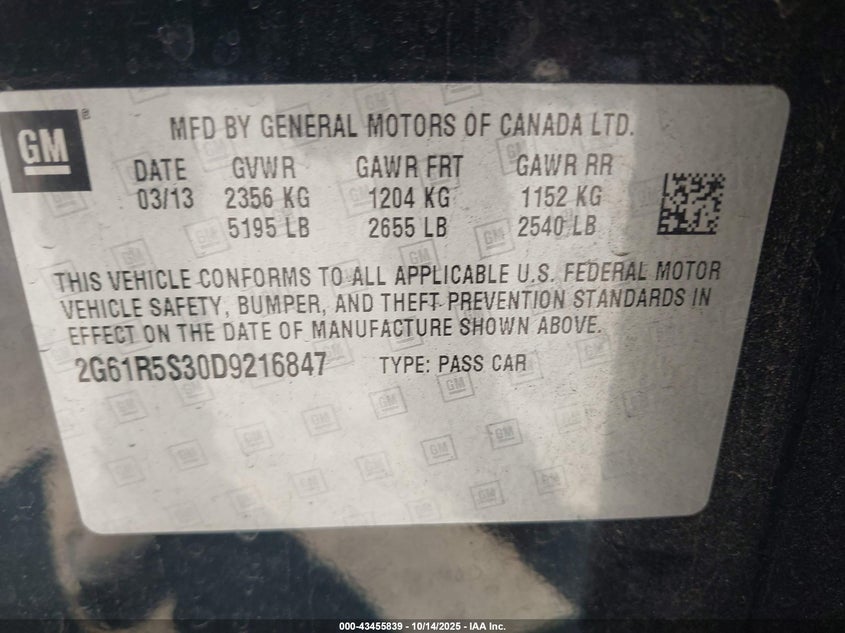 GM®
MFD BY GENERAL MOTORS OF CANADA LTD.
DATE GVWR GAWR FRT GAWR RR
03/13 2356 KG 1204 KG 1152 KG
5195 LB 2655 LB 2540 LB
THIS VEHICLE CONFORMS TO ALL APPLICABLE U.S. FEDERAL MOTOR
VEHICLE SAFETY, BUMPER, AND THEFT PREVENTION STANDARDS IN
EFFECT ON THE DATE OF MANUFACTURE SHOWN ABOVE.
2G61R5S30D9216847 TYPE: PASS CAR
000-43455839 - 10/14/2025 - IAA Inc.